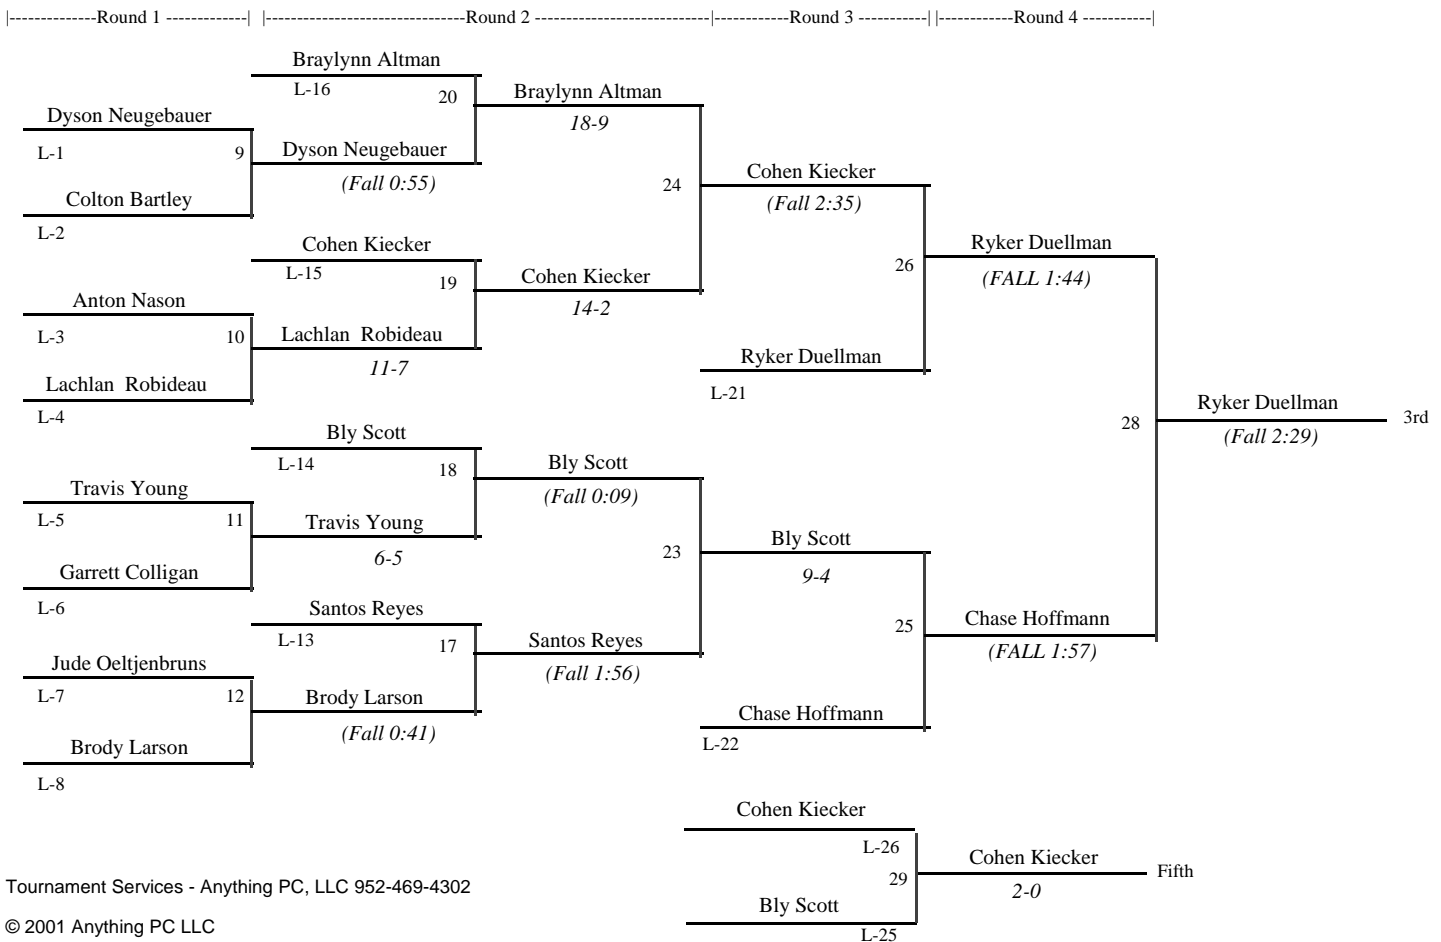 |--------------Round 1 -------------| |--------------------------------Round 2 ----------------------------|-----------Round 3 -----------| |------------Round 4 -----------|
Braylynn Altman
L-16
20
Braylynn Altman
18-9
Dyson Neugebauer
L-1
9
Dyson Neugebauer
(Fall 0:55)
Colton Bartley
L-2
24
Cohen Kiecker
(Fall 2:35)
Cohen Kiecker
L-15
19
Cohen Kiecker
14-2
Anton Nason
L-3
10
Lachlan  Robideau
11-7
Lachlan  Robideau
L-4
26
Ryker Duellman
(FALL 1:44)
Ryker Duellman
L-21
Bly Scott
L-14
18
Bly Scott
(Fall 0:09)
Travis Young
L-5
11
Travis Young
6-5
Garrett Colligan
L-6
23
Bly Scott
9-4
Santos Reyes
L-13
17
Santos Reyes
(Fall 1:56)
Jude Oeltjenbruns
L-7
12
Brody Larson
(Fall 0:41)
Brody Larson
L-8
25
Chase Hoffmann
(FALL 1:57)
Chase Hoffmann
L-22
28
Ryker Duellman
3rd
(Fall 2:29)
Cohen Kiecker
L-26
29
Cohen Kiecker
Fifth
2-0
Bly Scott
L-25
Tournament Services - Anything PC, LLC 952-469-4302
© 2001 Anything PC LLC